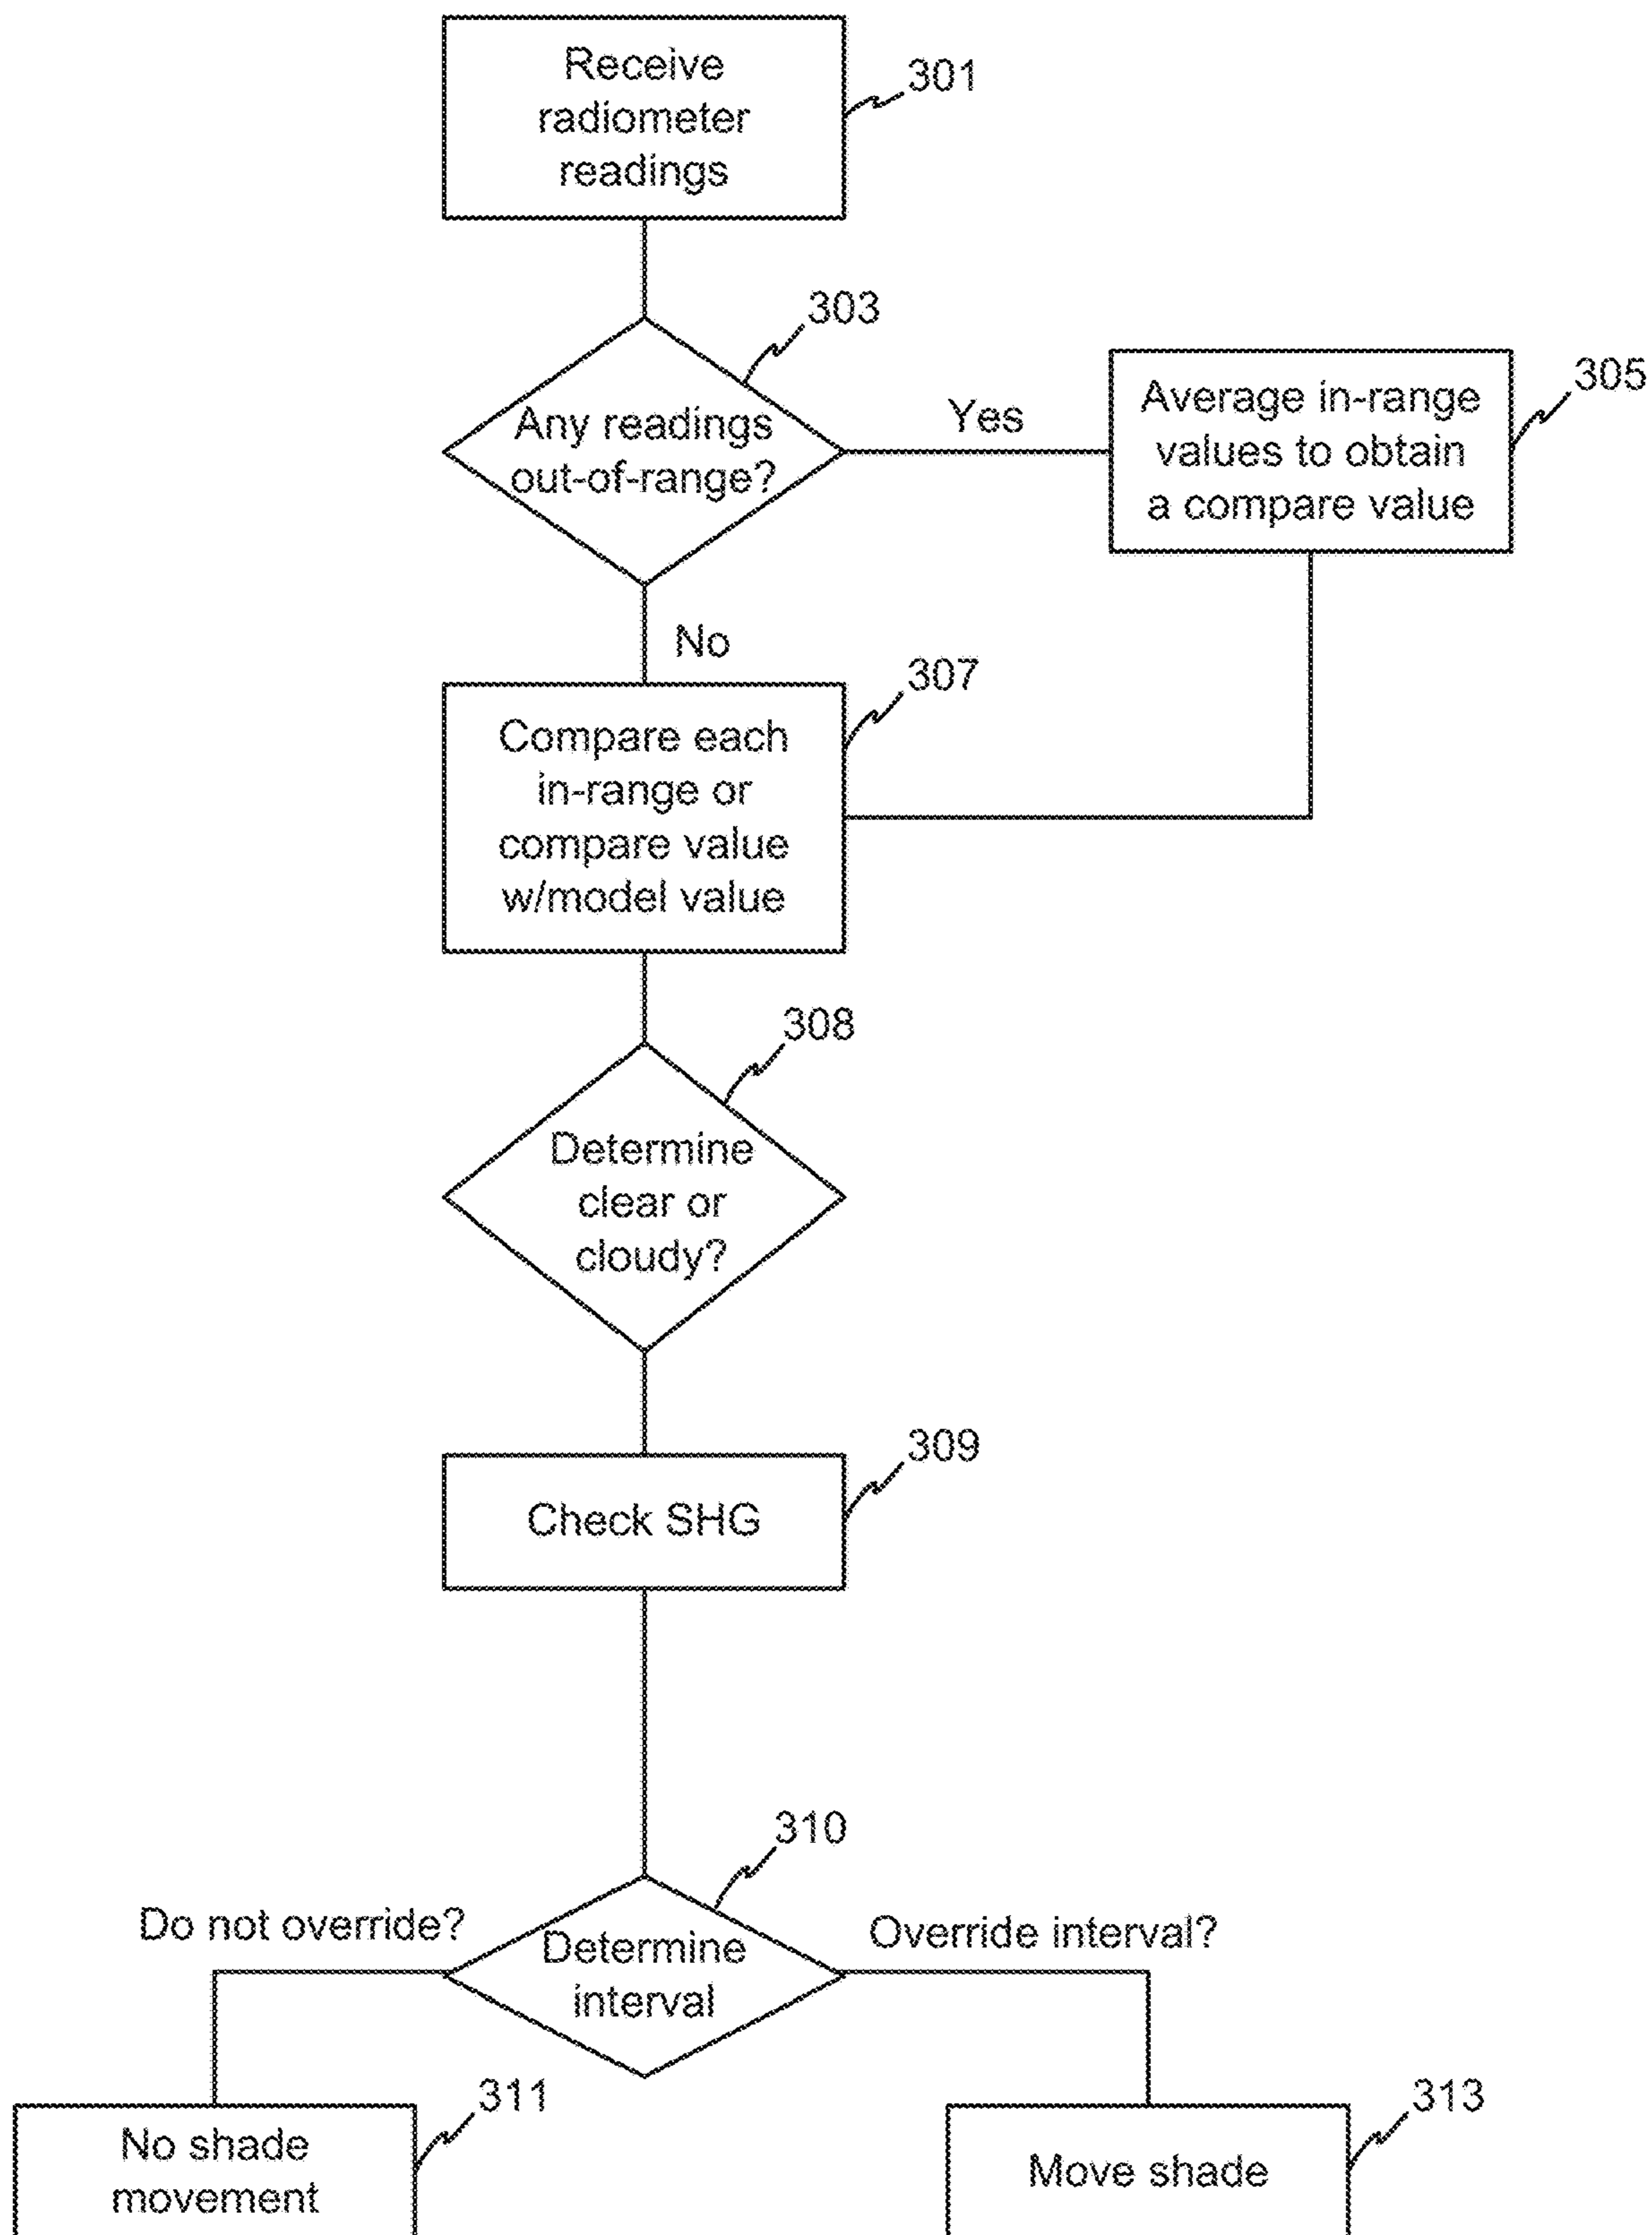 Receive
radiometer
readings
301
303
Any readings
out-of-range?
Yes
Average in-range
values to obtain
a compare value
305
No
307
Compare each
in-range or
compare value
w/model value
308
Determine
clear or
cloudy?
309
Check SHG
310
Do not override?
Determine
interval
Override interval?
311
No shade
movement
313
Move shade